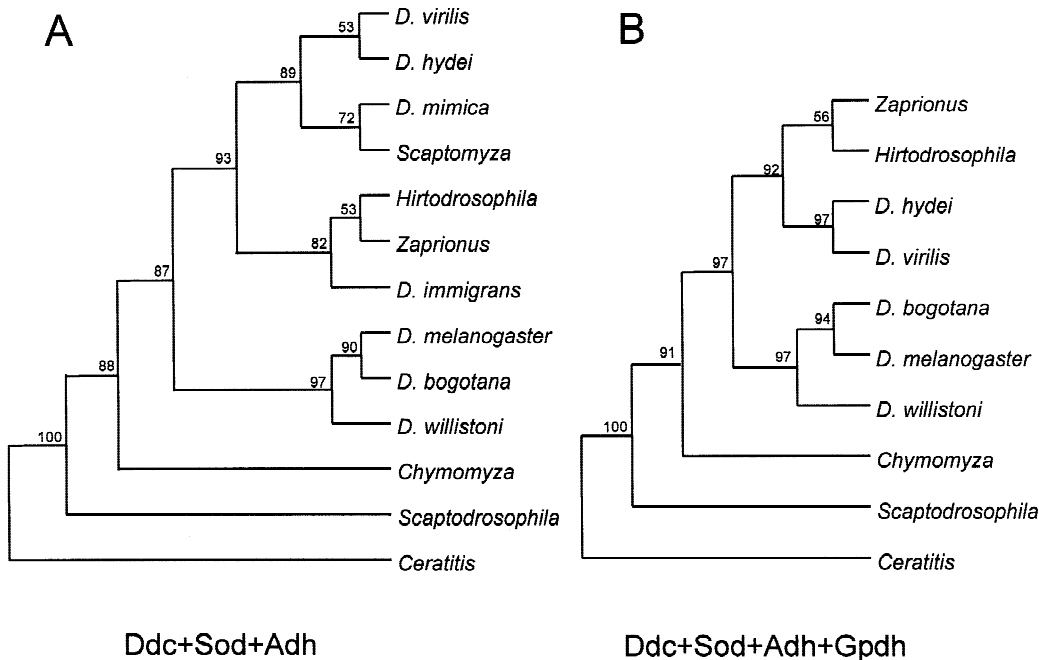 A
53
D. virilis
D. hydei
89
72
D. mimica
Scaptomyza
93
53
Hirtodrosophila
Zaprionus
82
D. immigrans
87
90
D. melanogaster
D. bogotana
97
D. willistoni
88
Chymomyza
100
Scaptodrosophila
Ceratitis
Ddc+Sod+Adh
B
56
Zaprionus
Hirtodrosophila
92
97
D. hydei
D. virilis
97
94
D. bogotana
D. melanogaster
97
D. willistoni
91
Chymomyza
100
Scaptodrosophila
Ceratitis
Ddc+Sod+Adh+Gpdh